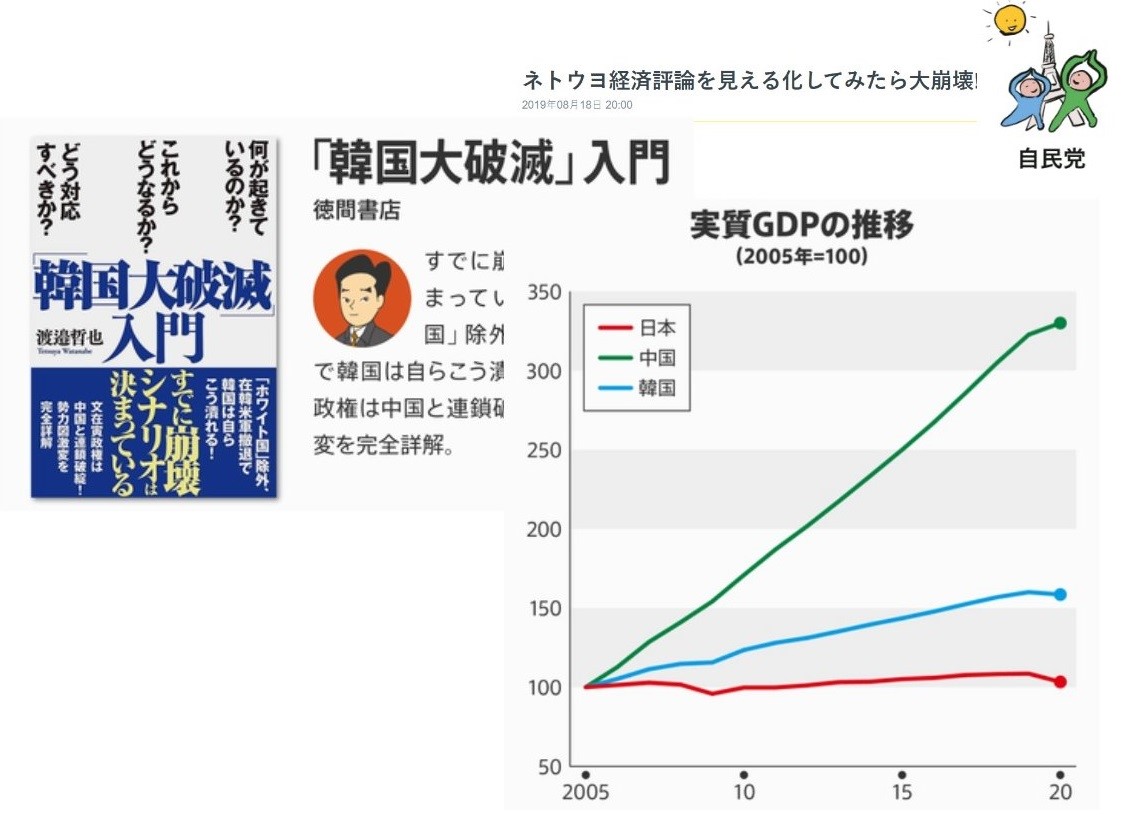 ネトウヨ経済評論を見える化してみたら大崩壊!
2019年08月18日 20:00
自民党
何が起きて
いるのか?
これから
どうなるか?
どう対応
すべきか?
「韓国大破滅」
入門
渡邉哲也
Tetsuya Watanabe
「ホワイト国」除外、
在韓米軍撤退で
韓国は自ら
こう潰れる!
すでに崩壊
シナリオは
決まっている
文在寅政権は
中国と連鎖破綻!
勢力図激変を
完全詳解
「韓国大破滅」入門
徳間書店
すでに崩
まってい
国」除外
で韓国は自らこう潰
政権は中国と連鎖破
変を完全詳解。
実質GDPの推移
(2005年=100)
350
300
250
200
150
100
50
日本
中国
韓国
2005
10
15
20